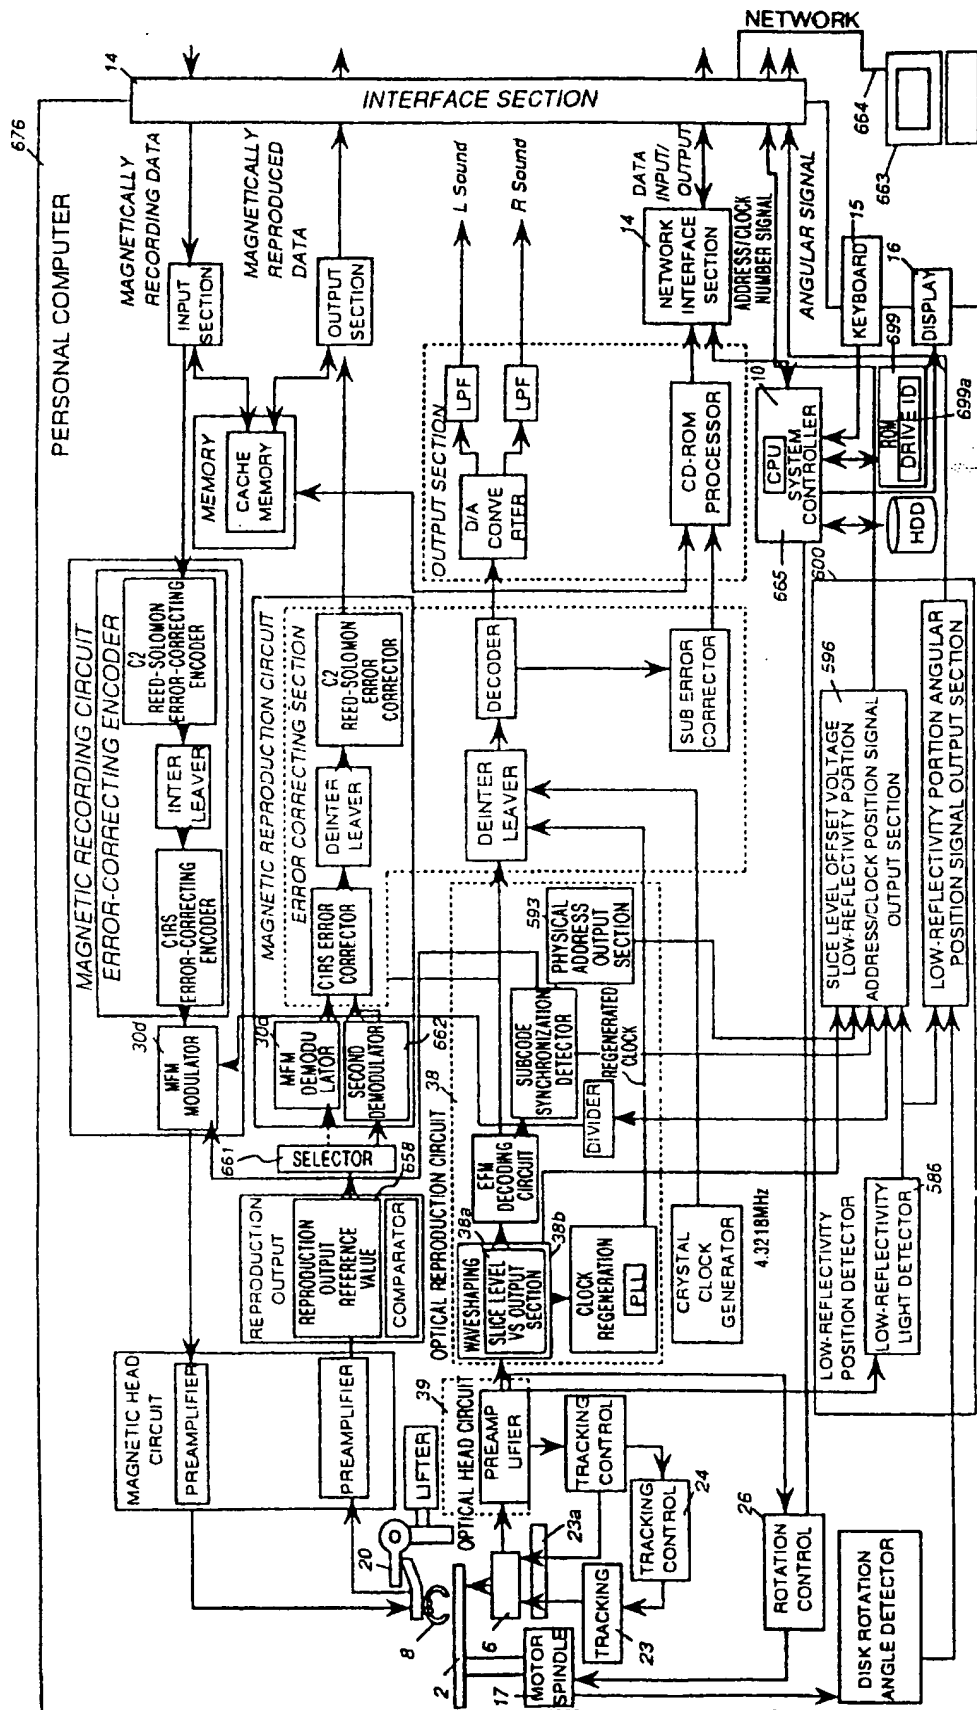 PERSONAL COMPUTER
676
14
INTERFACE SECTION
NETWORK
664
663
MAGNETICALLY
RECORDING DATA
MAGNETICALLY
REPRODUCED
DATA
L Sound
R Sound
DATA
INPUT/
OUTPUT
14
NETWORK
INTERFACE
SECTION
ADDRESS/CLOCK
NUMBER SIGNAL
ANGULAR SIGNAL
15
KEYBOARD
16
DISPLAY
INPUT
SECTION
OUTPUT
SECTION
MEMORY
CACHE
MEMORY
OUTPUT SECTION
LPF
LPF
D/A
CONVE
RTER
CD-ROM
PROCESSOR
10
CPU
SYSTEM
CONTROLLER
665
699
ROM
DRIVE ID
699a
HDD
600
MAGNETIC RECORDING CIRCUIT
ERROR-CORRECTING ENCODER
C2
REED-SOLOMON
ERROR-CORRECTING
ENCODER
INTER
LEAVER
C1RS
ERROR-CORRECTING
ENCODER
30d
MFM
MODULATOR
MAGNETIC REPRODUCTION CIRCUIT
ERROR CORRECTING SECTION
C2
REED-SOLOMON
ERROR
CORRECTOR
DEINTER
LEAVER
C1RS ERROR
CORRECTOR
30d
MFM
DEMODU
LATOR
SECOND
DEMODULATOR
662
DECODER
DEINTER
LEAVER
SUB ERROR
CORRECTOR
661
SELECTOR
658
REPRODUCTION
OUTPUT
REPRODUCTION
OUTPUT
REFERENCE
VALUE
COMPARATOR
38
OPTICAL REPRODUCTION CIRCUIT
593
PHYSICAL
ADDRESS
OUTPUT
SECTION
SUBCODE
SYNCHRONIZATION
DETECTOR
REGENERATED
CLOCK
DIVIDER
EFM
DECODING
CIRCUIT
38a
WAVESHAPING
SLICE LEVEL
VS OUTPUT
SECTION
38b
CLOCK
REGENERATION
PLL
CRYSTAL
CLOCK
GENERATOR
4.3218MHz
596
SLICE LEVEL OFFSET VOLTAGE
LOW-REFLECTIVITY PORTION
ADDRESS/CLOCK POSITION SIGNAL
OUTPUT SECTION
LOW-REFLECTIVITY PORTION ANGULAR
POSITION SIGNAL OUTPUT SECTION
LOW-REFLECTIVITY
POSITION DETECTOR
LOW-REFLECTIVITY
LIGHT DETECTOR
586
MAGNETIC HEAD
CIRCUIT
PREAMPLIFIER
PREAMPLIFIER
LIFTER
20
8
2
39
OPTICAL HEAD CIRCUIT
PREAMP
LIFIER
6
23a
TRACKING
CONTROL
TRACKING
CONTROL
24
TRACKING
23
17
MOTOR
SPINDLE
26
ROTATION
CONTROL
DISK ROTATION
ANGLE DETECTOR